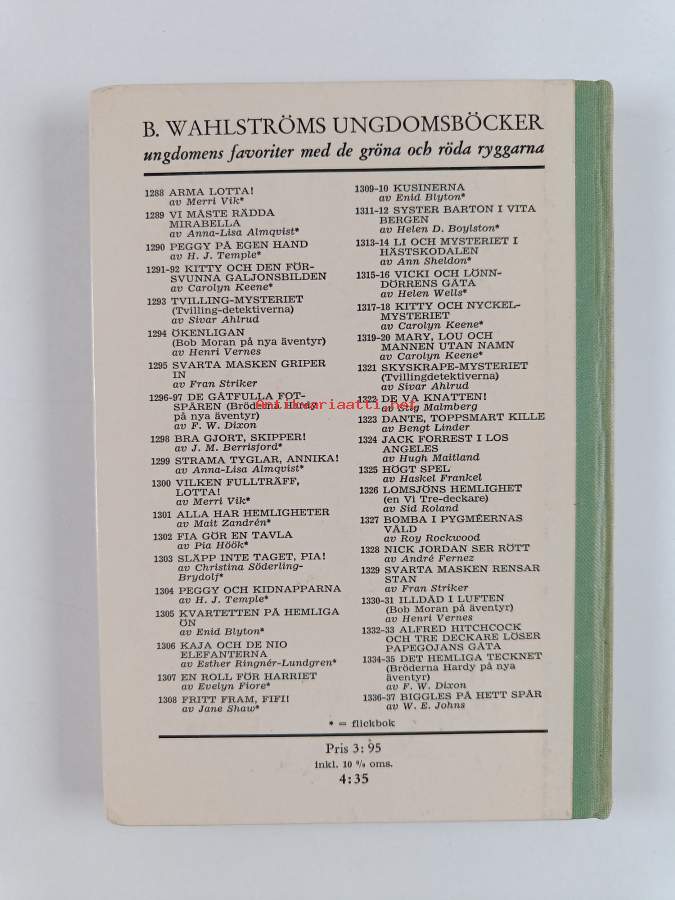 B. WAHLSTRÖMS UNGDOMSBÖCKER
ungdomens favoriter med de gröna och röda ryggarna
1288 ARMA LOTTA!
av Merri Vik*
1289 VI MÅSTE RÄDDA
MIRABELLA
av Anna-Lisa Almqvist*
1290 PEGGY PÅ EGEN HAND
av H. J. Temple*
1291-92 KITTY OCH DEN FÖR-
SVUNNA GALJONSBILDEN
av Carolyn Keene*
1293 TVILLING-MYSTERIET
(Tvilling-detektiverna)
av Sivar Ahlrud
1294 ÖKENLIGAN
(Bob Moran på nya äventyr)
av Henri Vernes
1295 SVARTA MASKEN GRIPER
IN
av Fran Striker
1296-97 DE GÅTFULLA FOT-
SPÅREN (Bröderna Hardy
på nya äventyr)
av F. W. Dixon
1298 BRA GJORT, SKIPPER!
av J. M. Berrisford*
1299 STRAMA TYGLAR, ANNIKA!
av Anna-Lisa Almqvist*
1300 VILKEN FULLTRÄFF,
LOTTA!
av Merri Vik*
1301 ALLA HAR HEMLIGHETER
av Mait Zandrén*
1302 FIA GÖR EN TAVLA
av Pia Höök*
1303 SLÄPP INTE TAGET, PIA!
av Christina Söderling-
Brydolf*
1304 PEGGY OCH KIDNAPPARNA
av H. J. Temple*
1305 KVARTETTEN PÅ HEMLIGA
ÖN
av Enid Blyton*
1306 KAJA OCH DE NIO
ELEFANTERNA
av Esther Ringnér-Lundgren*
1307 EN ROLL FÖR HARRIET
av Evelyn Fiore*
1308 FRITT FRAM, FIFI!
av Jane Shaw*
1309-10 KUSINERNA
av Enid Blyton*
1311-12 SYSTER BARTON I VITA
BERGEN
av Helen D. Boylston*
1313-14 LI OCH MYSTERIET I
HÄSTSKODALEN
av Ann Sheldon*
1315-16 VICKI OCH LÖNN-
DÖRRENS GÅTA
av Helen Wells*
1317-18 KITTY OCH NYCKEL-
MYSTERIET
av Carolyn Keene*
1319-20 MARY, LOU OCH
MANNEN UTAN NAMN
av Carolyn Keene*
1321 SKYSKRAPE-MYSTERIET
(Tvillingdetektiverna)
av Sivar Ahlrud
1322 DE VA KNATTEN!
av Stig Malmberg
1323 DANTE, TOPPSMART KILLE
av Bengt Linder
1324 JACK FORREST I LOS
ANGELES
av Hugh Maitland
1325 HÖGT SPEL
av Haskel Frankel
1326 LOMSJÖNS HEMLIGHET
(en Vi Tre-deckare)
av Sid Roland
1327 BOMBA I PYGMÉERNAS
VÅLD
av Roy Rockwood
1328 NICK JORDAN SER RÖTT
av André Fernez
1329 SVARTA MASKEN RENSAR
STAN
av Fran Striker
1330-31 ILLDÅD I LUFTEN
(Bob Moran på äventyr)
av Henri Vernes
1332-33 ALFRED HITCHCOCK
OCH TRE DECKARE LÖSER
PAPEGOJANS GÅTA
1334-35 DET HEMLIGA TECKNET
(Bröderna Hardy på nya
äventyr)
av F. W. Dixon
1336-37 BIGGLES PÅ HETT SPÅR
av W. E. Johns
* = flickbok
Pris 3:95
inkl. 10 % oms.
4:35
antikvariaatti.net